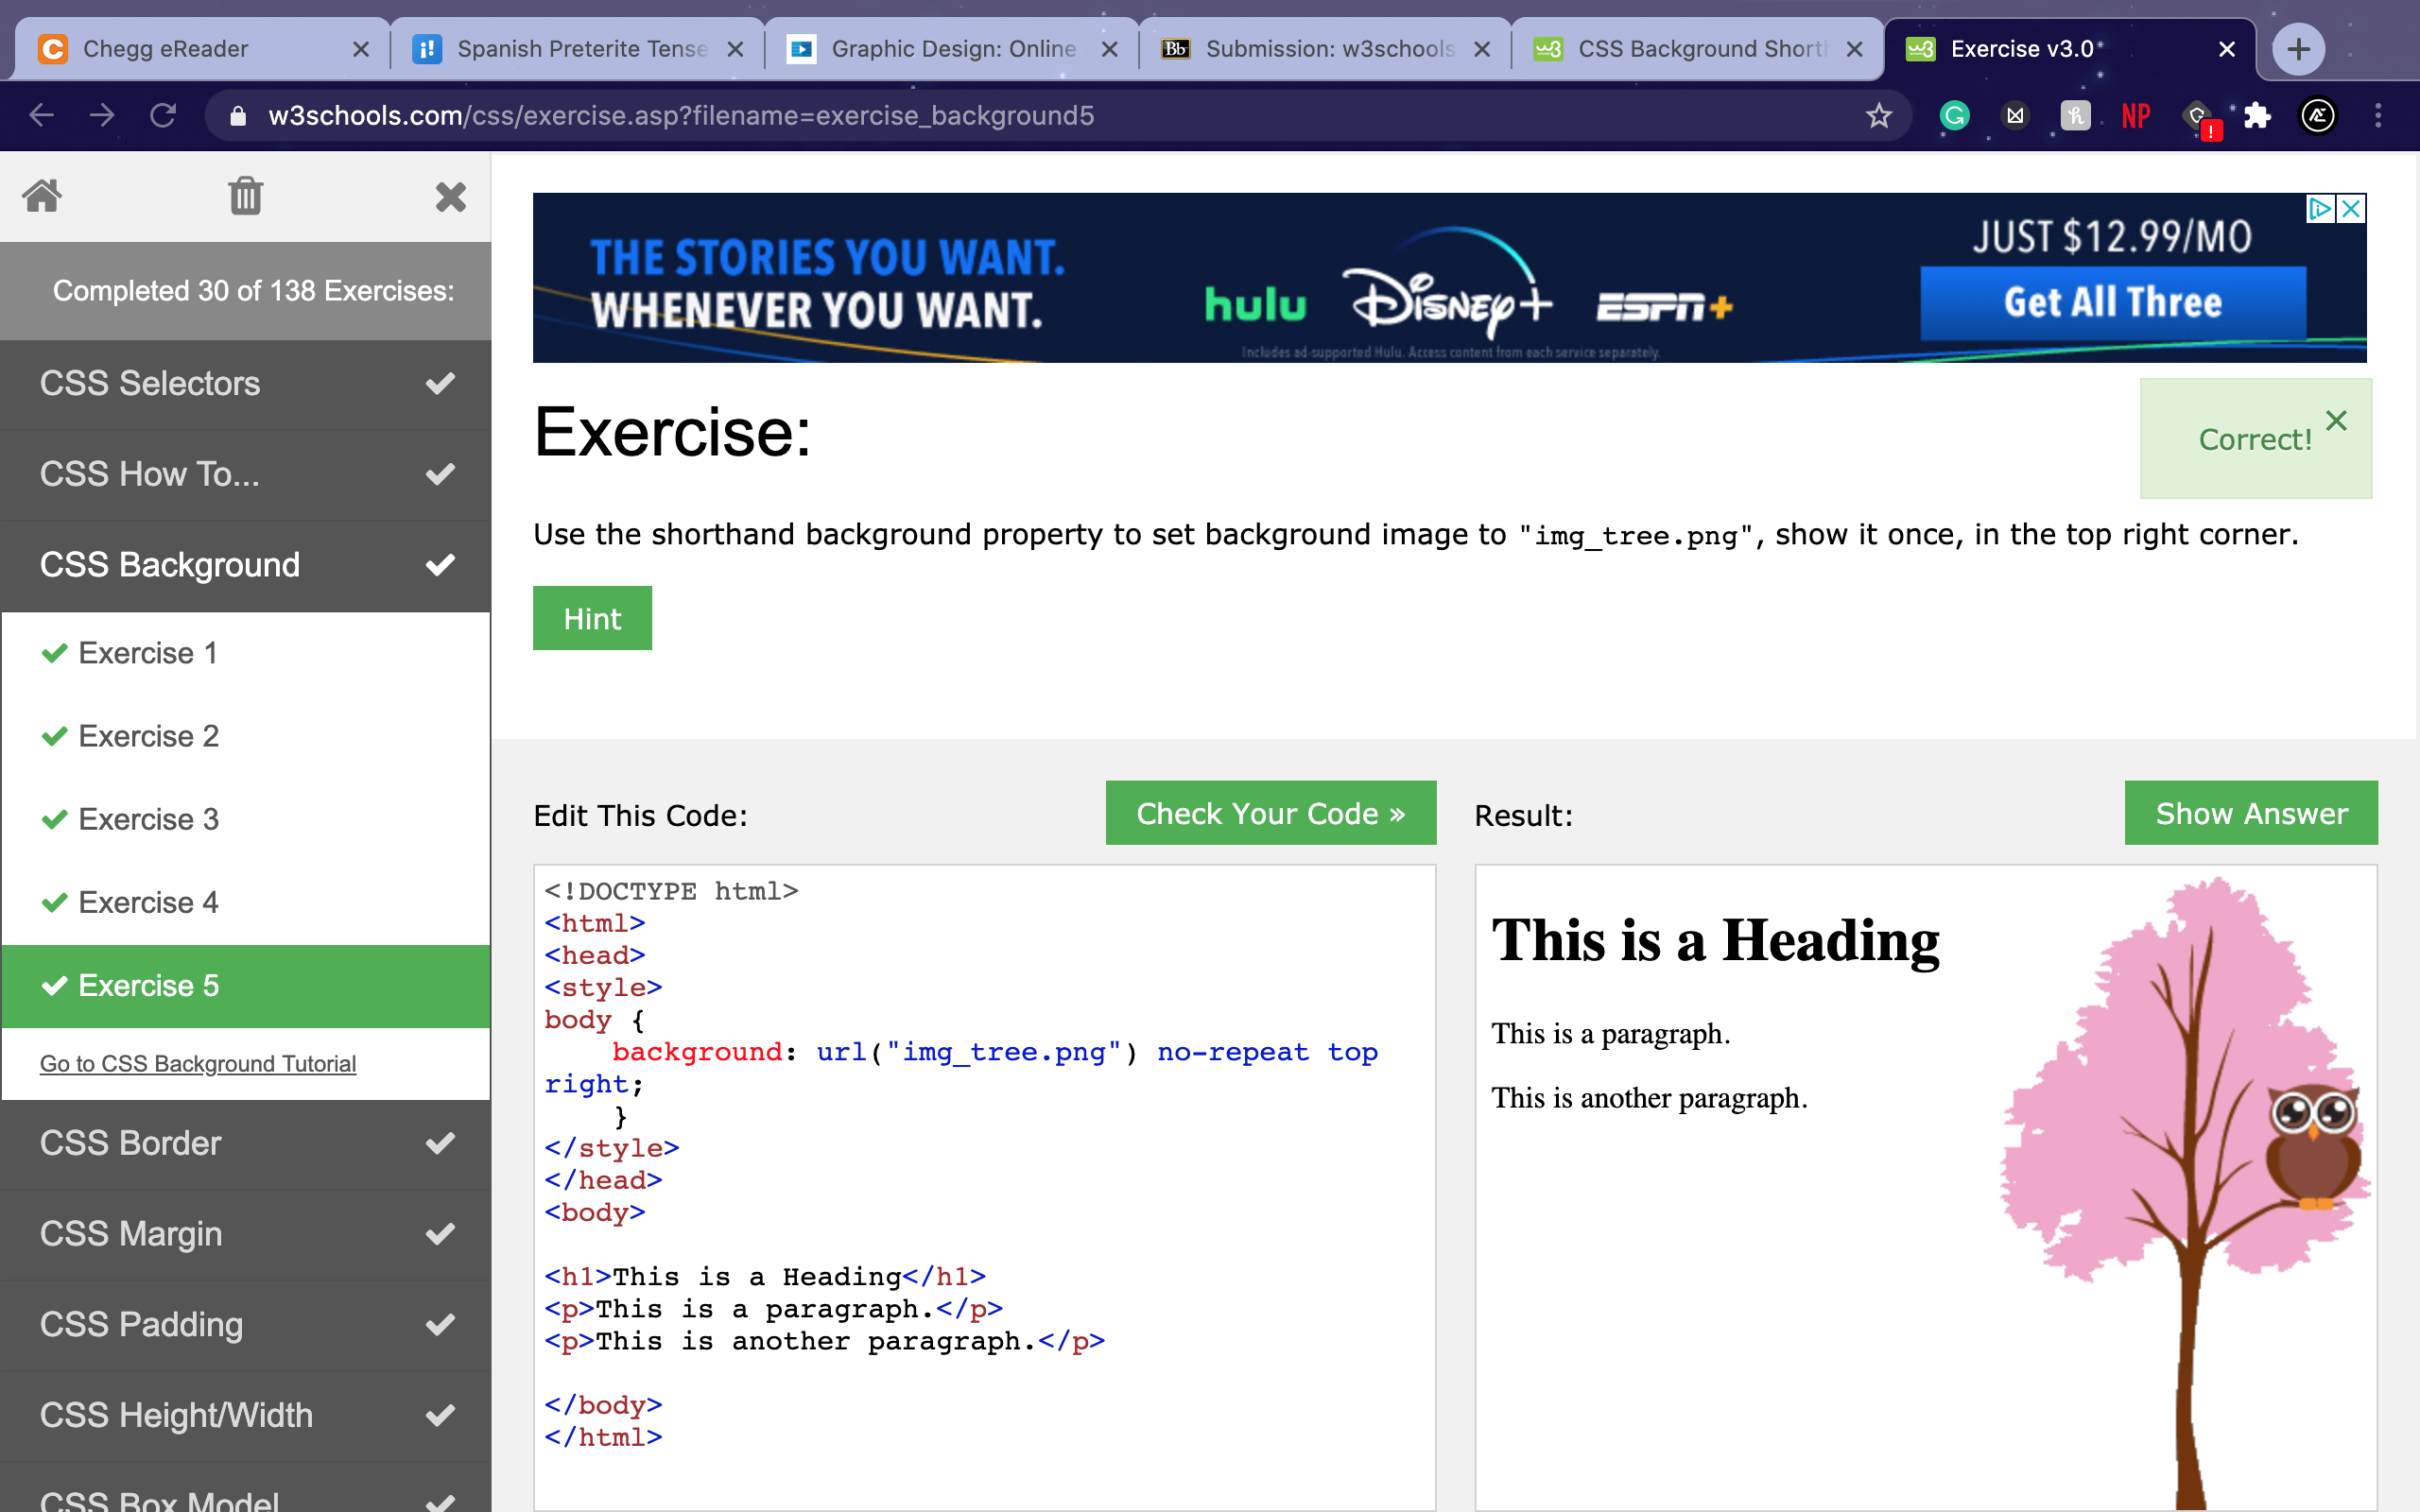 Chegg eReader
Spanish Preterite Tense
Graphic Design: Online
Bb Submission: w3schools
CSS Background Shorth
Exercise v3.0
w3schools.com/css/exercise.asp?filename=exercise_background5
NP
Completed 30 of 138 Exercises:
CSS Selectors
CSS How To...
CSS Background
Exercise 1
Exercise 2
Exercise 3
Exercise 4
Exercise 5
Go to CSS Background Tutorial
CSS Border
CSS Margin
CSS Padding
CSS Height/Width
CSS Box Model
THE STORIES YOU WANT.
WHENEVER YOU WANT.
hulu Disney+ ESPN+
Includes ad-supported Hulu. Access content from each service separately.
JUST $12.99/MO
Get All Three
Exercise:
Correct!
Use the shorthand background property to set background image to "img_tree.png", show it once, in the top right corner.
Hint
Edit This Code:
Check Your Code »
Result:
Show Answer
<!DOCTYPE html>
<html>
<head>
<style>
body {
background: url("img_tree.png") no-repeat top
right;
}
</style>
</head>
<body>
<h1>This is a Heading</h1>
<p>This is a paragraph.</p>
<p>This is another paragraph.</p>
</body>
</html>
This is a Heading
This is a paragraph.
This is another paragraph.